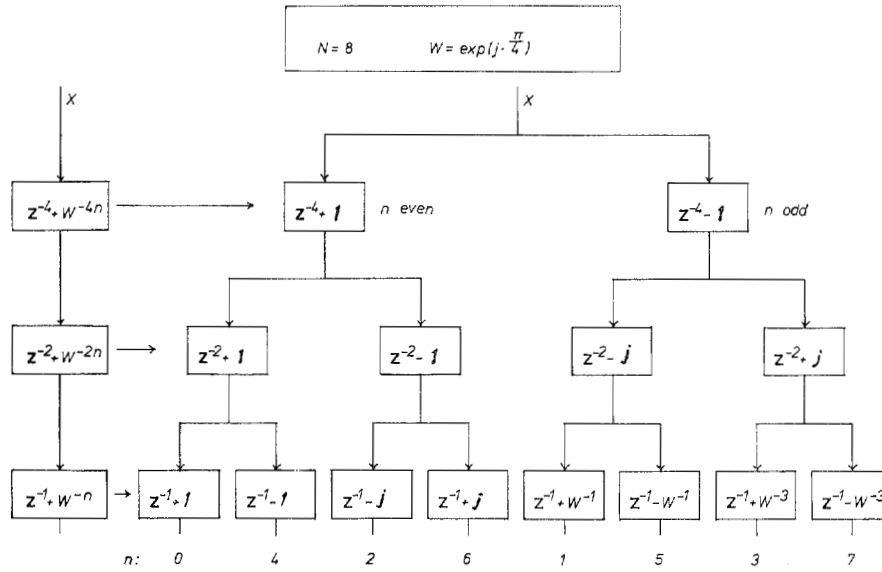 N = 8 W = exp(j·π/4)
X X
z⁻⁴+W⁻⁴ⁿ z⁻⁴+1 n even z⁻⁴-1 n odd
z⁻²+W⁻²ⁿ z⁻²+1 z⁻²-1 z⁻²-j z⁻²+j
z⁻¹+W⁻ⁿ z⁻¹+1 z⁻¹-1 z⁻¹-j z⁻¹+j z⁻¹+W⁻¹ z⁻¹-W⁻¹ z⁻¹+W⁻³ z⁻¹-W⁻³
n: 0 4 2 6 1 5 3 7